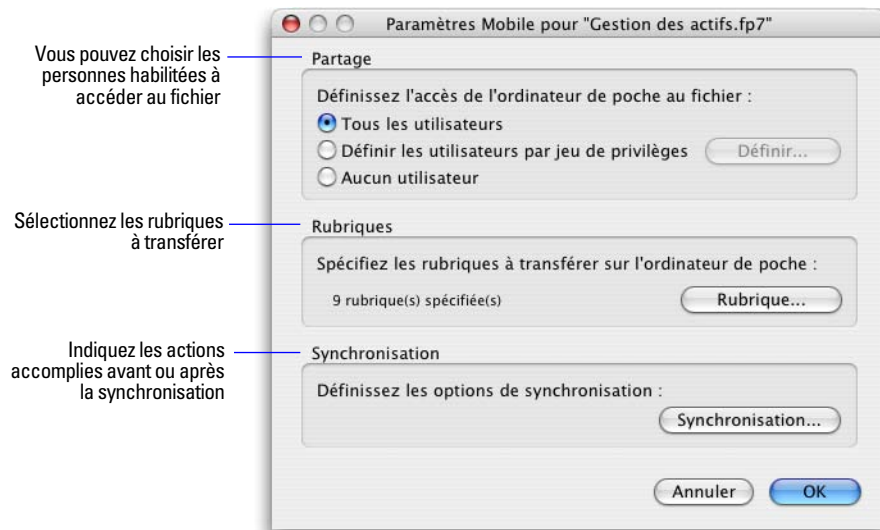 Paramètres Mobile pour "Gestion des actifs.fp7"
Vous pouvez choisir les
personnes habilitées à
accéder au fichier
Partage
Définissez l'accès de l'ordinateur de poche au fichier :
Tous les utilisateurs
Définir les utilisateurs par jeu de privilèges
Définir...
Aucun utilisateur
Sélectionnez les rubriques
à transférer
Rubriques
Spécifiez les rubriques à transférer sur l'ordinateur de poche :
9 rubrique(s) spécifiée(s)
Rubrique...
Indiquez les actions
accomplies avant ou après
la synchronisation
Synchronisation
Définissez les options de synchronisation :
Synchronisation...
Annuler
OK